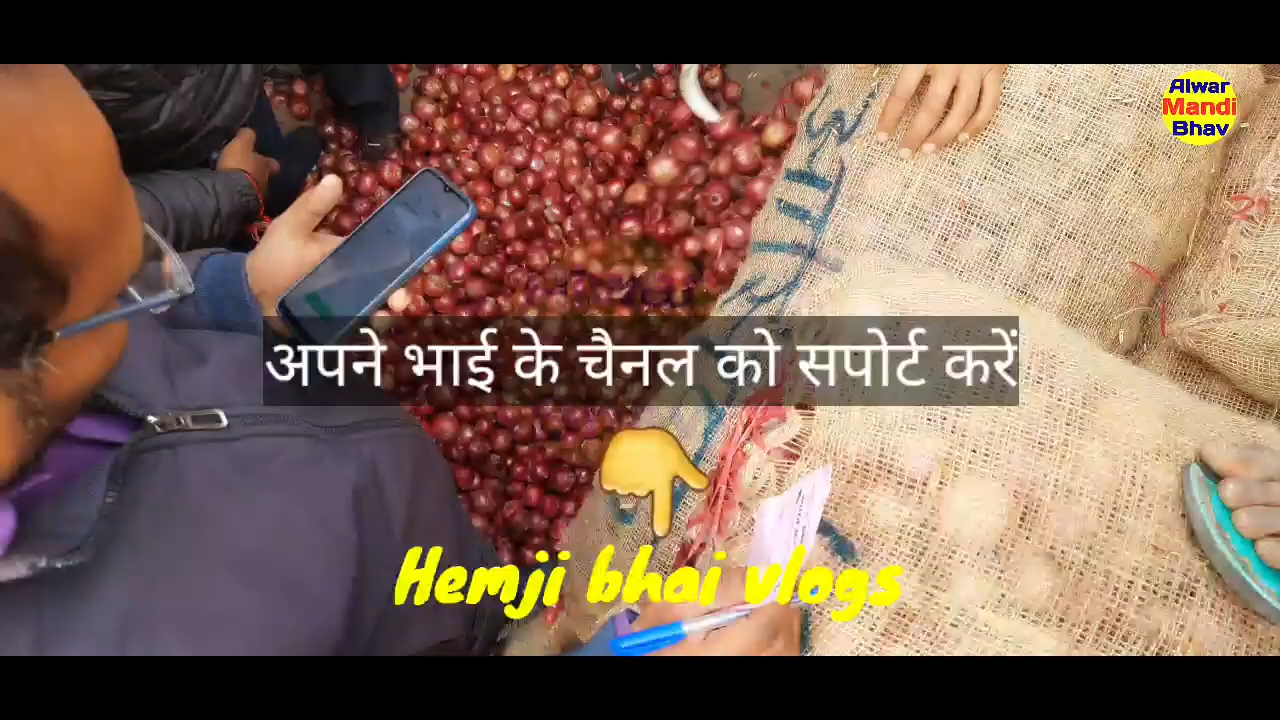 Alwar
Mandi
Bhav
अपने भाई के चैनल को सपोर्ट करें
Hemji bhai vlogs